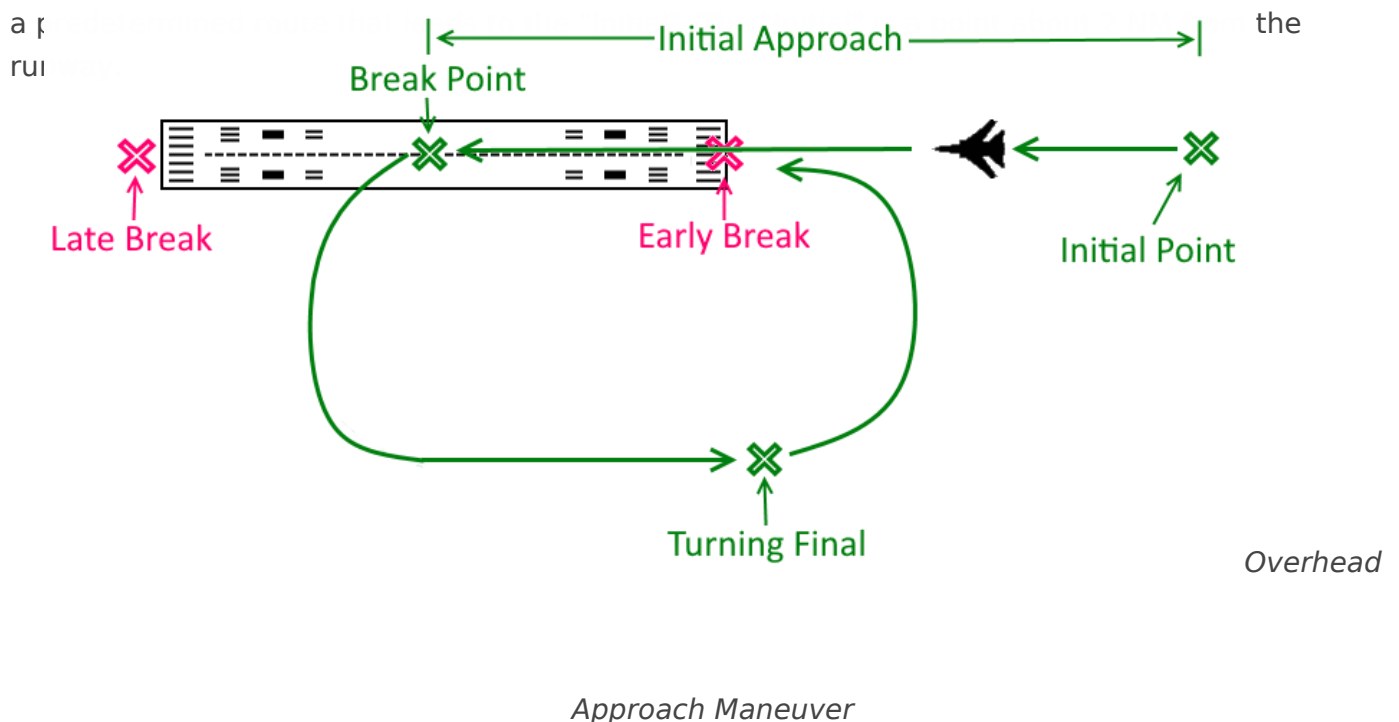 a
the
Initial Approach
Break Point
Late Break
Early Break
Initial Point
Turning Final
Overhead
Approach Maneuver